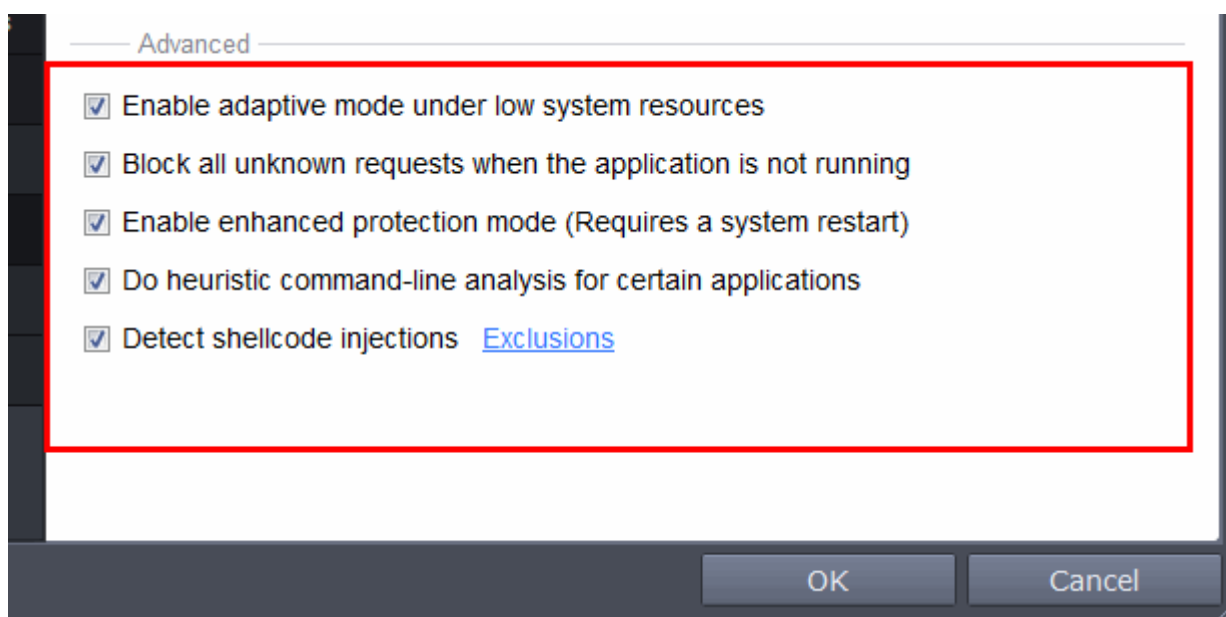 Advanced
Enable adaptive mode under low system resources
Block all unknown requests when the application is not running
Enable enhanced protection mode (Requires a system restart)
Do heuristic command-line analysis for certain applications
Detect shellcode injections Exclusions
OK Cancel